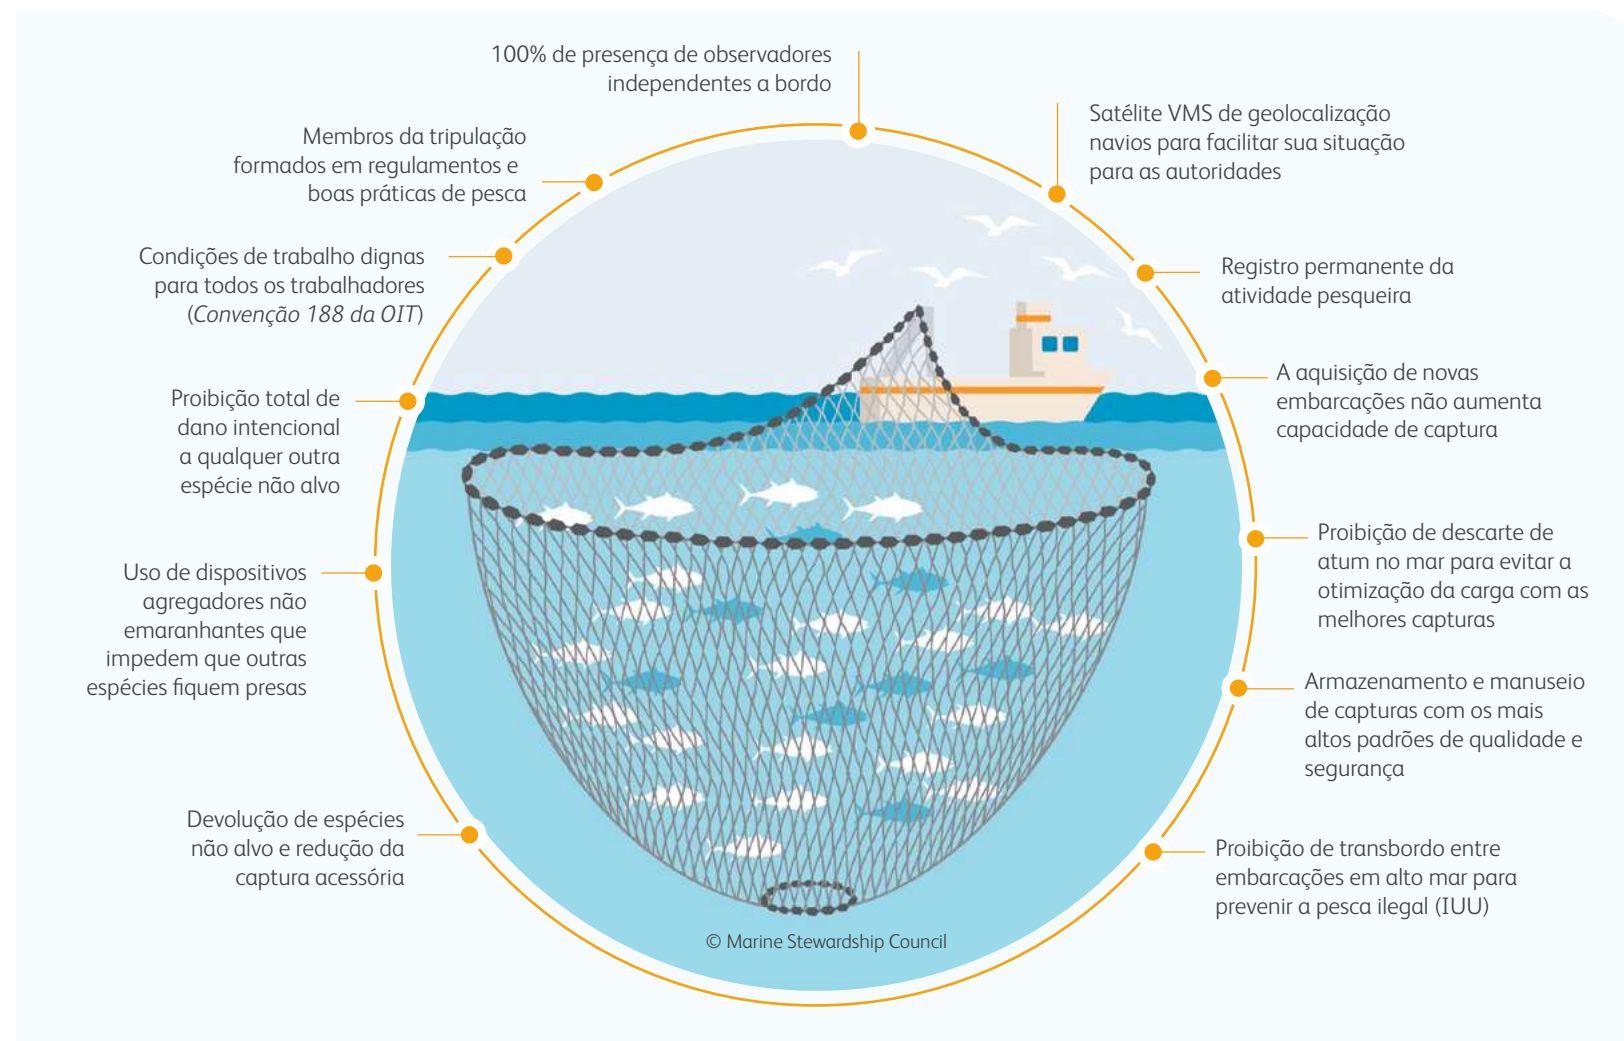 100% de presença de observadores
independentes a bordo
Satélite VMS de geolocalização
navios para facilitar sua situação
para as autoridades
Registro permanente da
atividade pesqueira
A aquisição de novas
embarcações não aumenta
capacidade de captura
Proibição de descarte de
atum no mar para evitar a
otimização da carga com as
melhores capturas
Armazenamento e manuseio
de capturas com os mais
altos padrões de qualidade e
segurança
Proibição de transbordo entre
embarcações em alto mar para
prevenir a pesca ilegal (IUU)
Membros da tripulação
formados em regulamentos e
boas práticas de pesca
Condições de trabalho dignas
para todos os trabalhadores
(Convenção 188 da OIT)
Proibição total de
dano intencional
a qualquer outra
espécie não alvo
Uso de dispositivos
agregadores não
emaranhantes que
impedem que outras
espécies fiquem presas
Devolução de espécies
não alvo e redução da
captura acessória
© Marine Stewardship Council